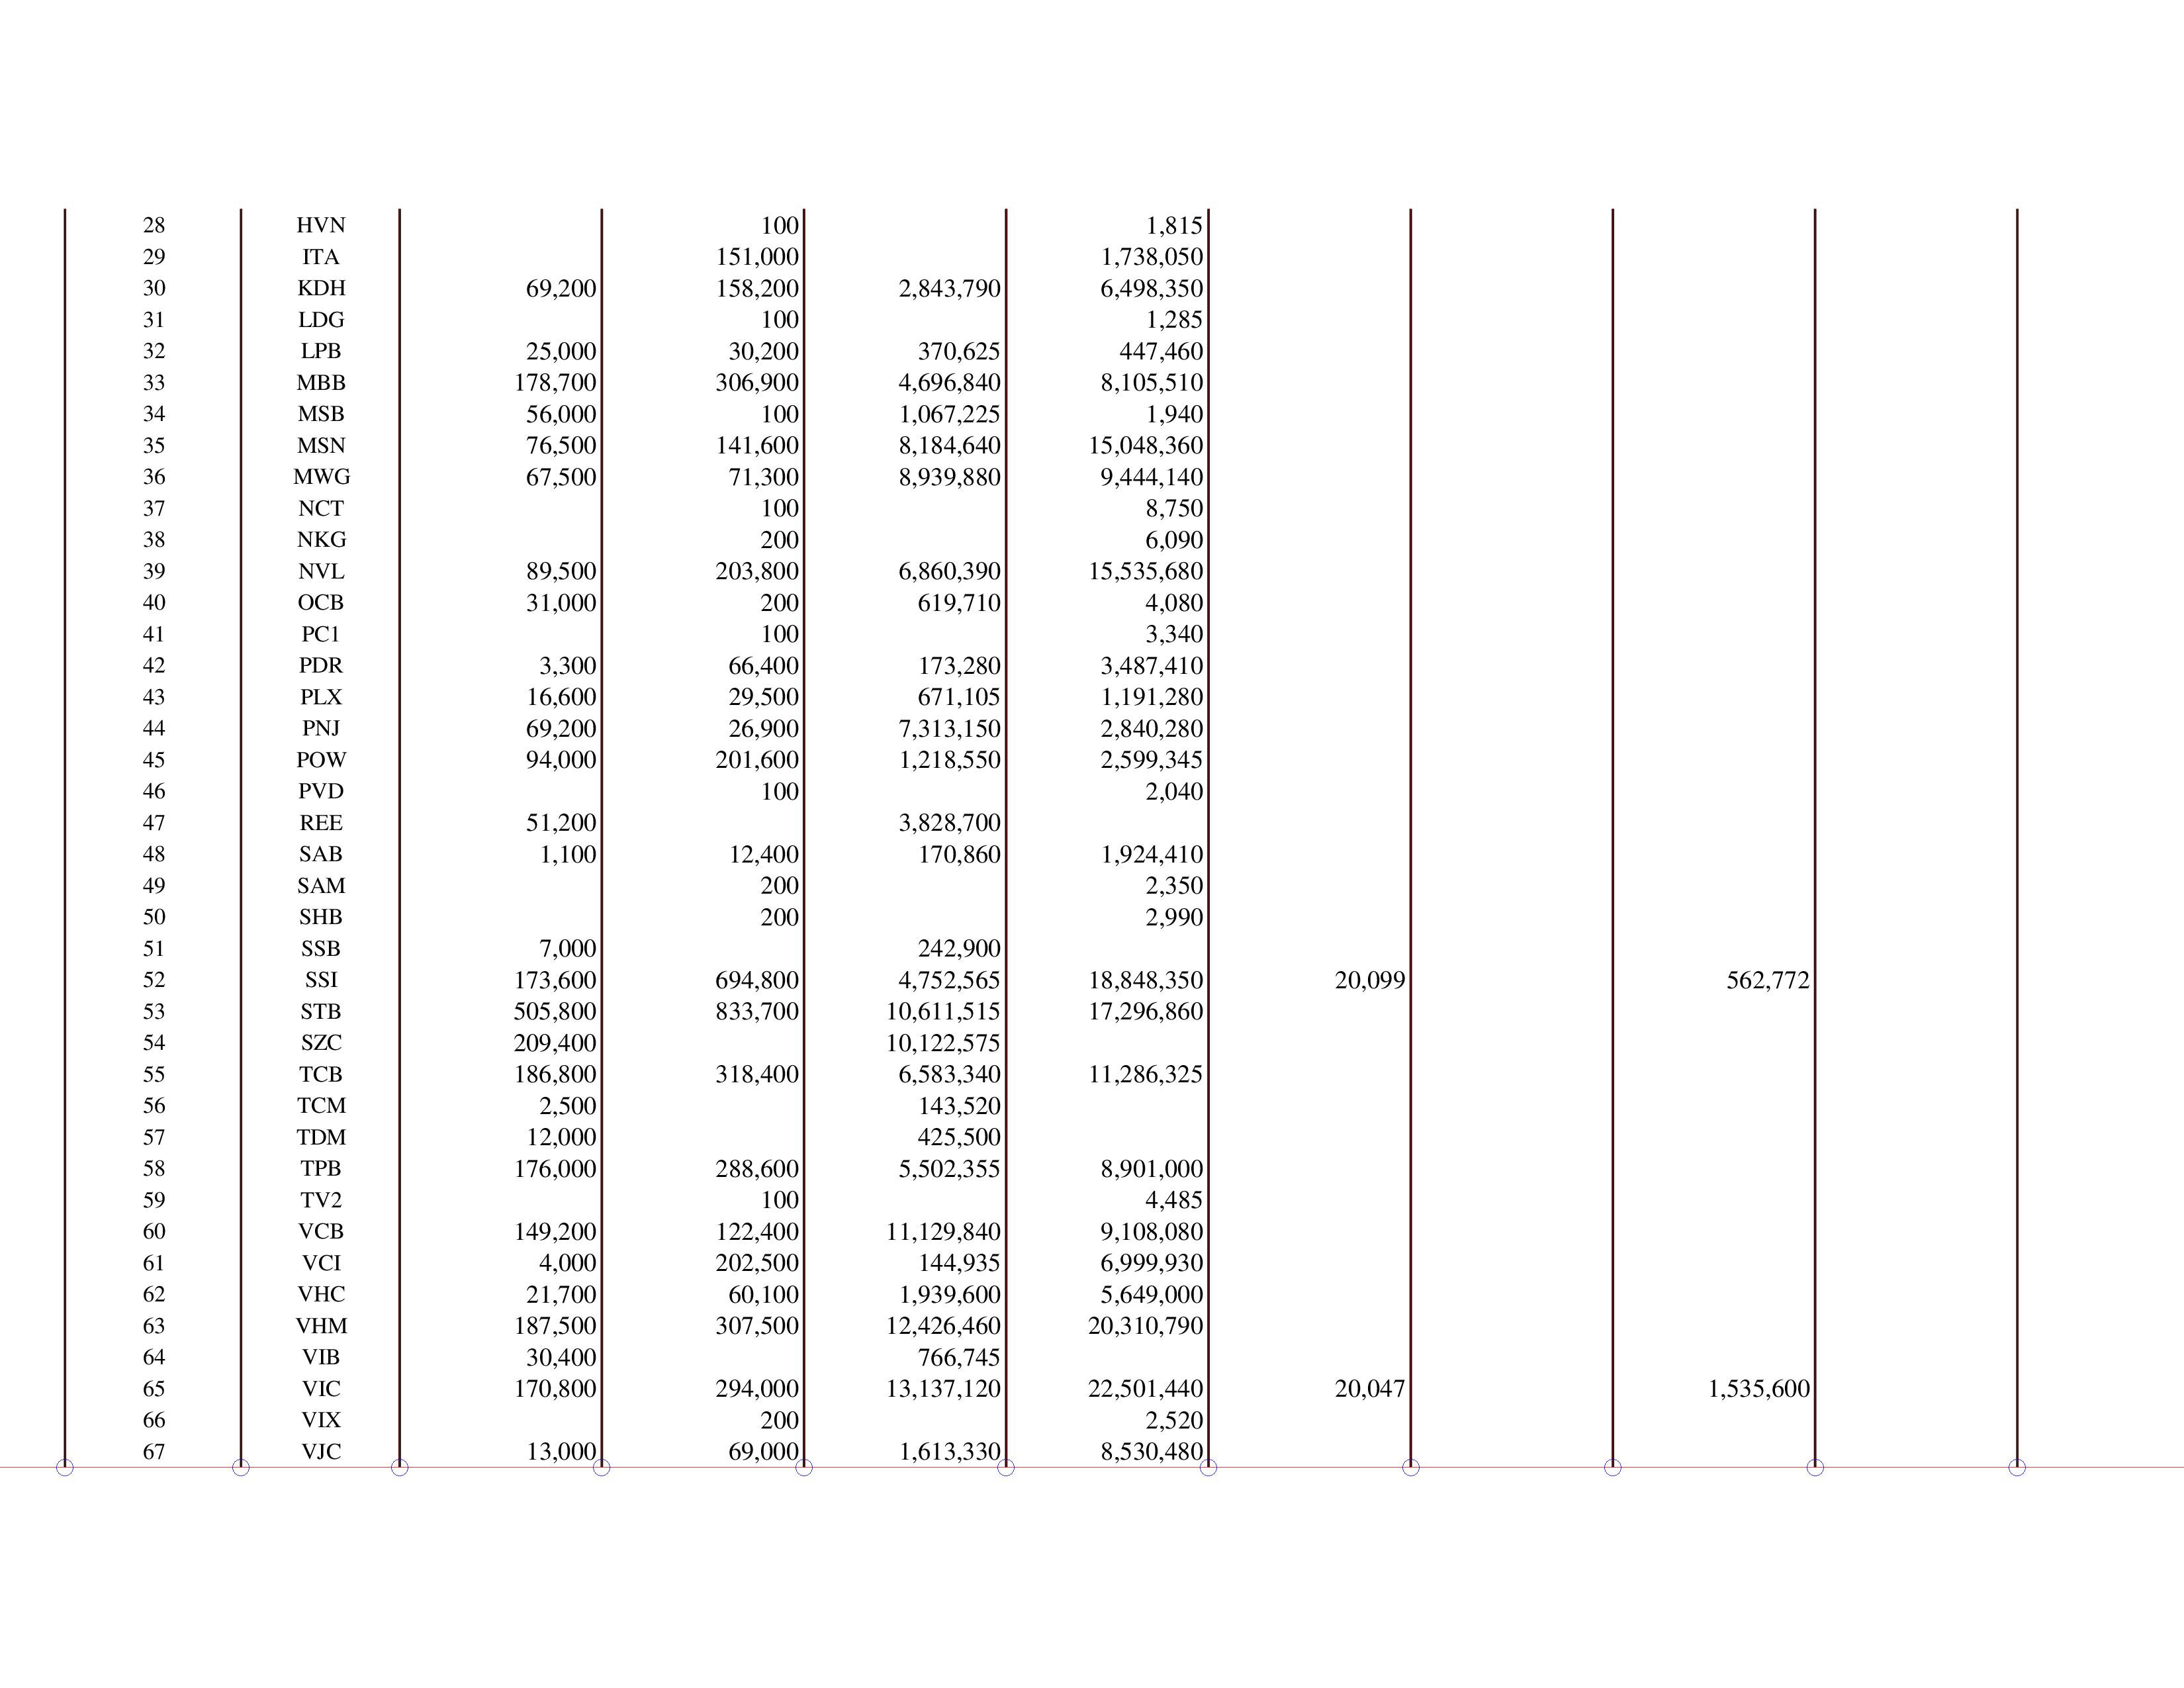 28 HVN 100 1,815
29 ITA 151,000 1,738,050
30 KDH 69,200 158,200 2,843,790 6,498,350
31 LDG 100 1,285
32 LPB 25,000 30,200 370,625 447,460
33 MBB 178,700 306,900 4,696,840 8,105,510
34 MSB 56,000 100 1,067,225 1,940
35 MSN 76,500 141,600 8,184,640 15,048,360
36 MWG 67,500 71,300 8,939,880 9,444,140
37 NCT 100 8,750
38 NKG 200 6,090
39 NVL 89,500 203,800 6,860,390 15,535,680
40 OCB 31,000 200 619,710 4,080
41 PC1 100 3,340
42 PDR 3,300 66,400 173,280 3,487,410
43 PLX 16,600 29,500 671,105 1,191,280
44 PNJ 69,200 26,900 7,313,150 2,840,280
45 POW 94,000 201,600 1,218,550 2,599,345
46 PVD 100 2,040
47 REE 51,200 3,828,700
48 SAB 1,100 12,400 170,860 1,924,410
49 SAM 200 2,350
50 SHB 200 2,990
51 SSB 7,000 242,900
52 SSI 173,600 694,800 4,752,565 18,848,350 20,099 562,772
53 STB 505,800 833,700 10,611,515 17,296,860
54 SZC 209,400 10,122,575
55 TCB 186,800 318,400 6,583,340 11,286,325
56 TCM 2,500 143,520
57 TDM 12,000 425,500
58 TPB 176,000 288,600 5,502,355 8,901,000
59 TV2 100 4,485
60 VCB 149,200 122,400 11,129,840 9,108,080
61 VCI 4,000 202,500 144,935 6,999,930
62 VHC 21,700 60,100 1,939,600 5,649,000
63 VHM 187,500 307,500 12,426,460 20,310,790
64 VIB 30,400 766,745
65 VIC 170,800 294,000 13,137,120 22,501,440 20,047 1,535,600
66 VIX 200 2,520
67 VJC 13,000 69,000 1,613,330 8,530,480